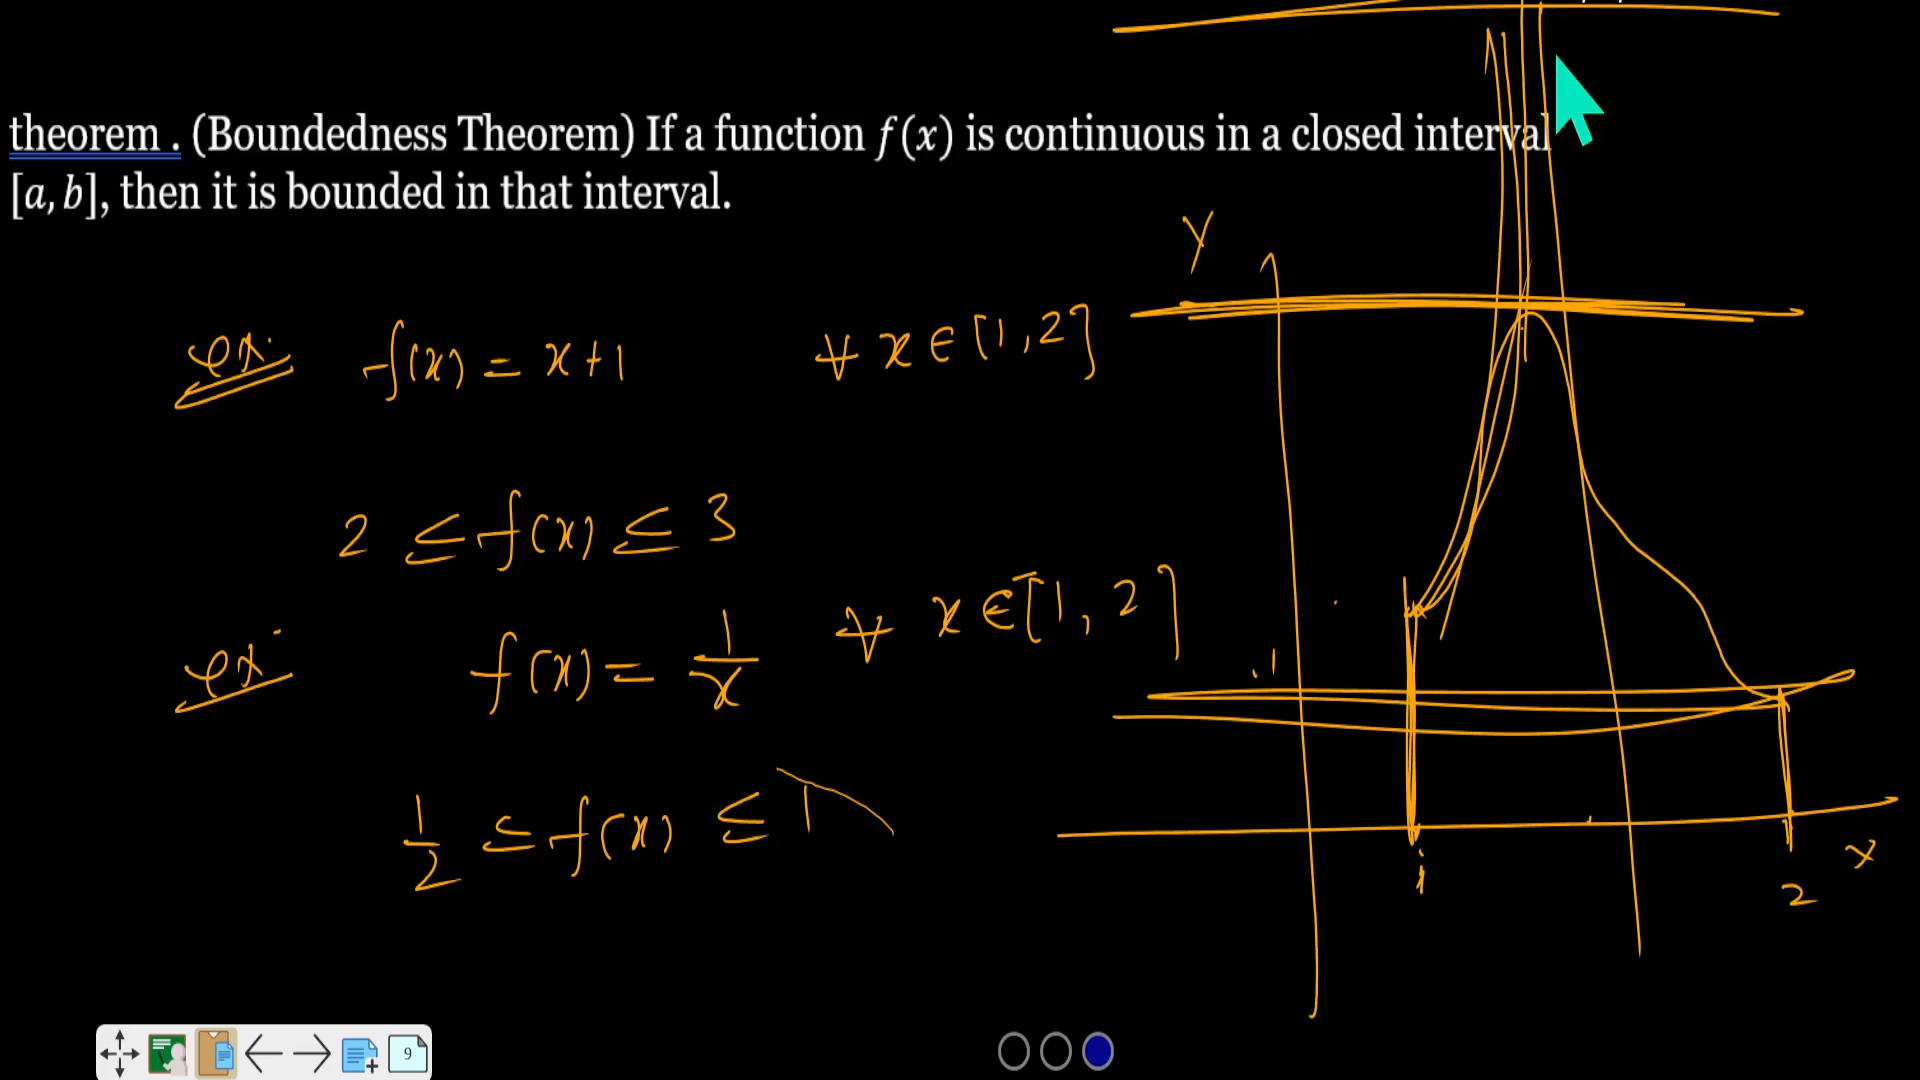 theorem . (Boundedness Theorem) If a function f(x) is continuous in a closed interval
[a, b], then it is bounded in that interval.
ex. f(x) = x + 1 ∀ x ∈ [1, 2]
2 ≤ f(x) ≤ 3
ex. f(x) = 1/x ∀ x ∈ [1, 2]
1/2 ≤ f(x) ≤ 1
Y
1
2
x
9